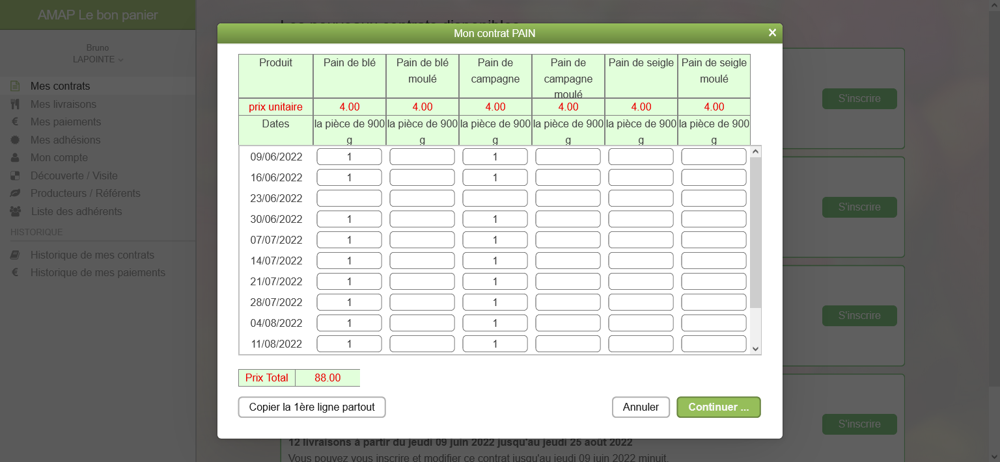 AMAP Le bon panier
Bruno
LAPOINTE
Mes contrats
Mes livraisons
Mes paiements
Mes adhésions
Mon compte
Découverte / Visite
Producteurs / Référents
Liste des adhérents
HISTORIQUE
Historique de mes contrats
Historique de mes paiements
Les nouveaux contrats disponibles
Mon contrat PAIN ×
Produit Pain de blé Pain de blé moulé Pain de campagne Pain de campagne moulé Pain de seigle Pain de seigle moulé
prix unitaire 4.00 4.00 4.00 4.00 4.00 4.00
Dates la pièce de 900 g la pièce de 900 g la pièce de 900 g la pièce de 900 g la pièce de 900 g la pièce de 900 g
09/06/2022 1 1
16/06/2022 1 1
23/06/2022
30/06/2022 1 1
07/07/2022 1 1
14/07/2022 1 1
21/07/2022 1 1
28/07/2022 1 1
04/08/2022 1 1
11/08/2022 1 1
Prix Total 88.00
Copier la 1ère ligne partout Annuler Continuer ...
S'inscrire
S'inscrire
S'inscrire
S'inscrire
12 livraisons à partir du jeudi 09 juin 2022 jusqu'au jeudi 25 août 2022
Vous pouvez vous inscrire et modifier ce contrat jusqu'au jeudi 09 juin 2022 minuit.